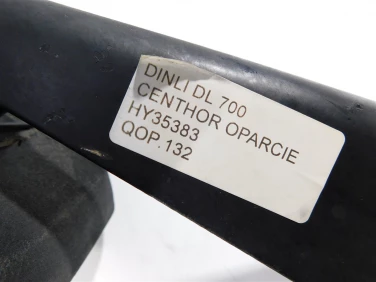 DINLI DL 700
CENTHOR OPARCIE
HY35383
QOP.132